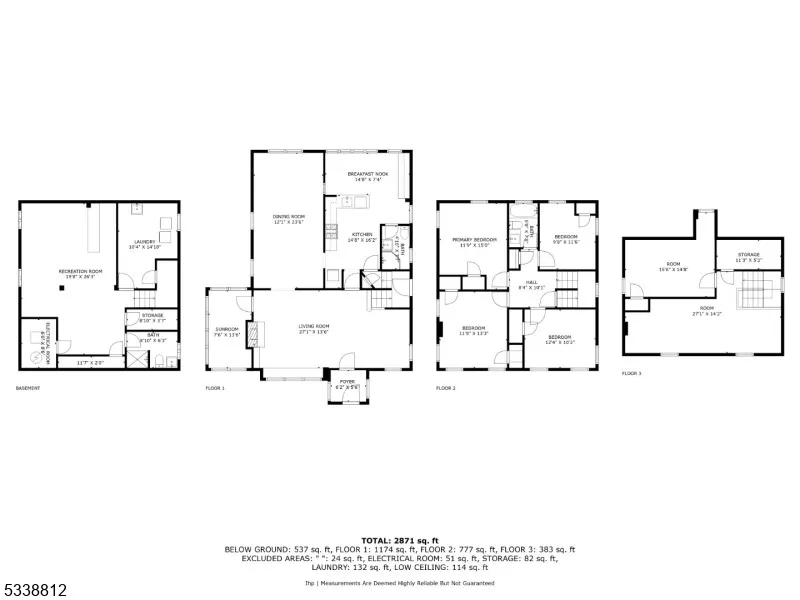 BREAKFAST NOOK
14'8" X 7'4"
DINING ROOM
12'1" X 23'6"
KITCHEN
14'8" X 16'2"
BATH
LAUNDRY
10'4" X 14'10"
RECREATION ROOM
19'8" X 26'3"
STORAGE
8'10" X 3'7"
BATH
8'10" X 6'3"
ELECTRICAL ROOM
11'7" X 2'0"
BASEMENT
SUNROOM
7'6" X 13'6"
LIVING ROOM
27'1" X 13'6"
FOYER
6'2" X 5'6"
FLOOR 1
PRIMARY BEDROOM
11'9" X 15'0"
BATH
BEDROOM
9'8" X 11'6"
HALL
8'4" X 10'1"
BEDROOM
11'0" X 13'3"
BEDROOM
12'4" X 10'2"
FLOOR 2
ROOM
15'6" X 14'8"
STORAGE
11'3" X 5'2"
ROOM
27'1" X 14'2"
FLOOR 3
TOTAL: 2871 sq. ft
BELOW GROUND: 537 sq. ft, FLOOR 1: 1174 sq. ft, FLOOR 2: 777 sq. ft, FLOOR 3: 383 sq. ft
EXCLUDED AREAS: " ": 24 sq. ft, ELECTRICAL ROOM: 51 sq. ft, STORAGE: 82 sq. ft,
LAUNDRY: 132 sq. ft, LOW CEILING: 114 sq. ft
Ihp | Measurements Are Deemed Highly Reliable But Not Guaranteed
5338812